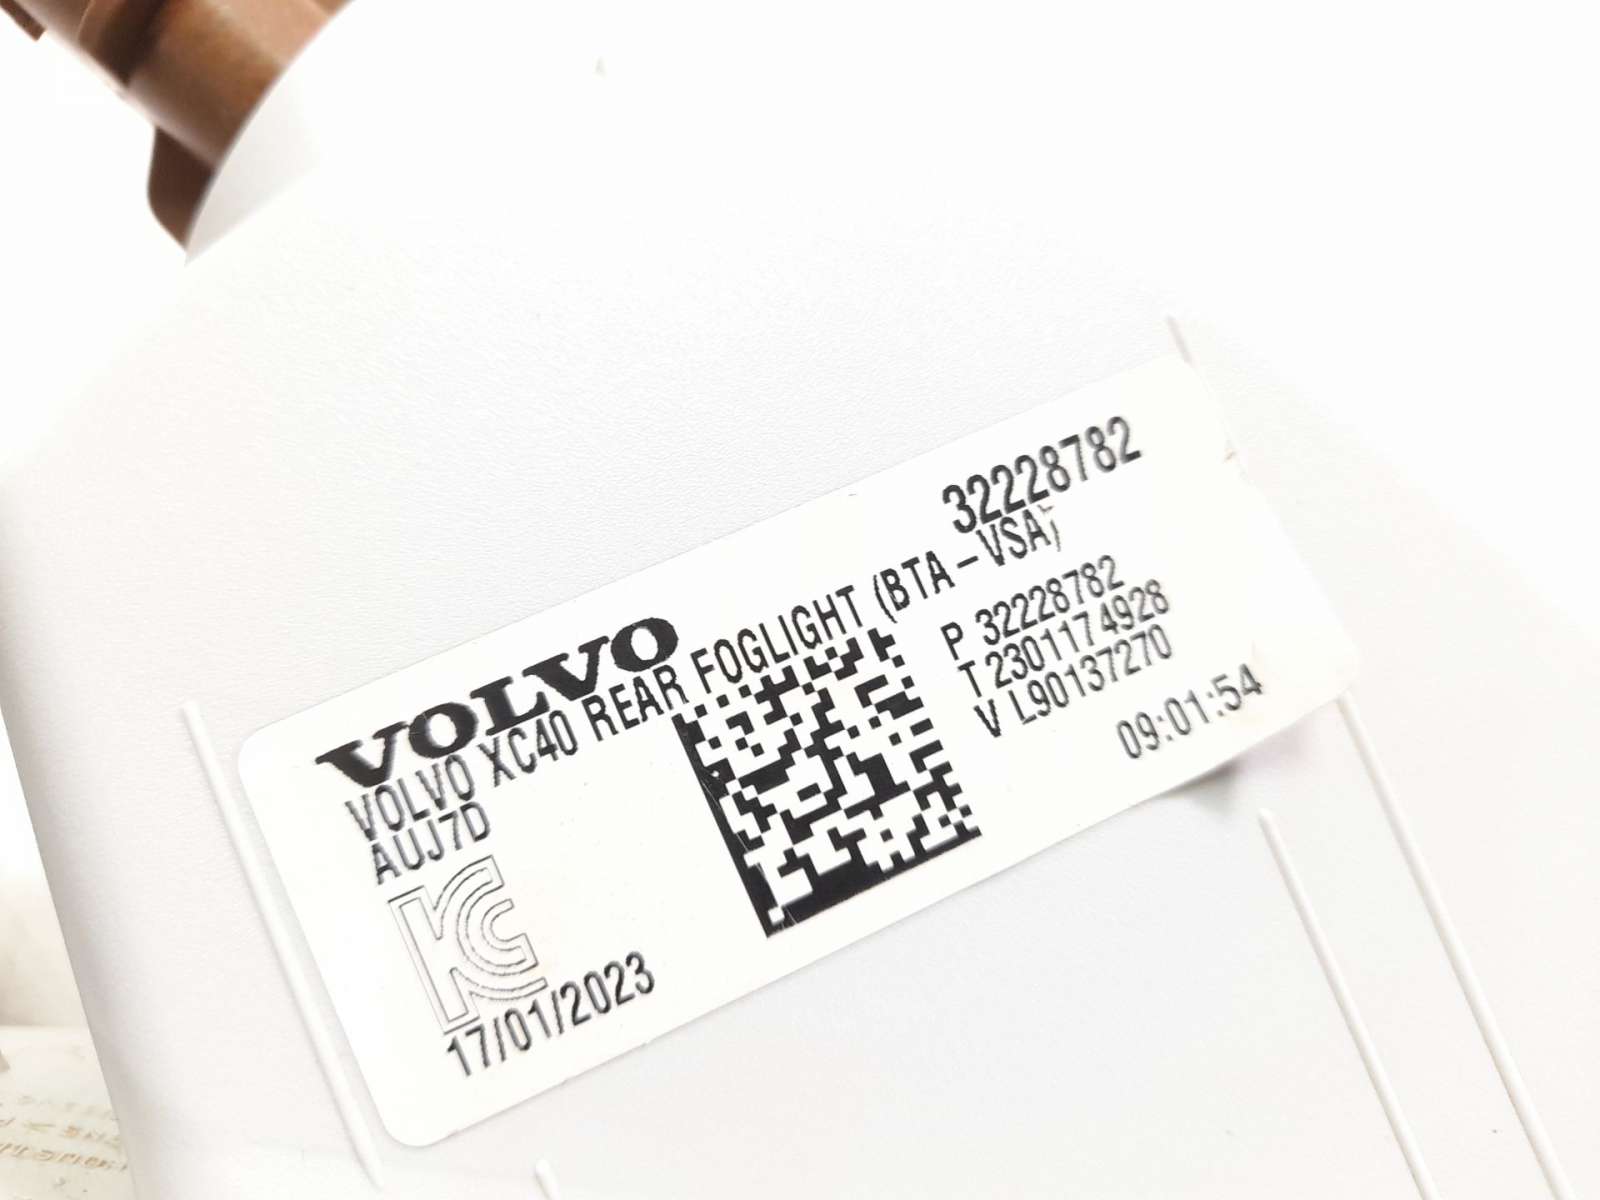 32228782
VOLVO
VOLVO XC40 REAR FOGLIGHT (BTA-VSA)
AUJ7D
P 32228782
T 2301174928
V L90137270
09:01:54
17/01/2023